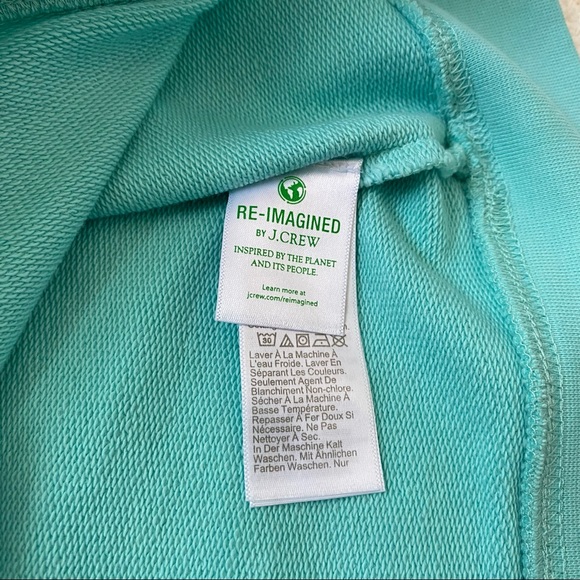 RE-IMAGINED
BY J.CREW
INSPIRED BY THE PLANET
AND ITS PEOPLE.
Learn more at
jcrew.com/reimagined
30
Laver À La Machine À
L'eau Froide. Laver En
Séparant Les Couleurs.
Seulement Agent De
Blanchiment Non-chlore.
Sécher À La Machine À
Basse Température.
Repasser À Fer Doux Si
Nécessaire. Ne Pas
Nettoyer À Sec.
In Der Maschine Kalt
Waschen. Mit Ähnlichen
Farben Waschen. Nur